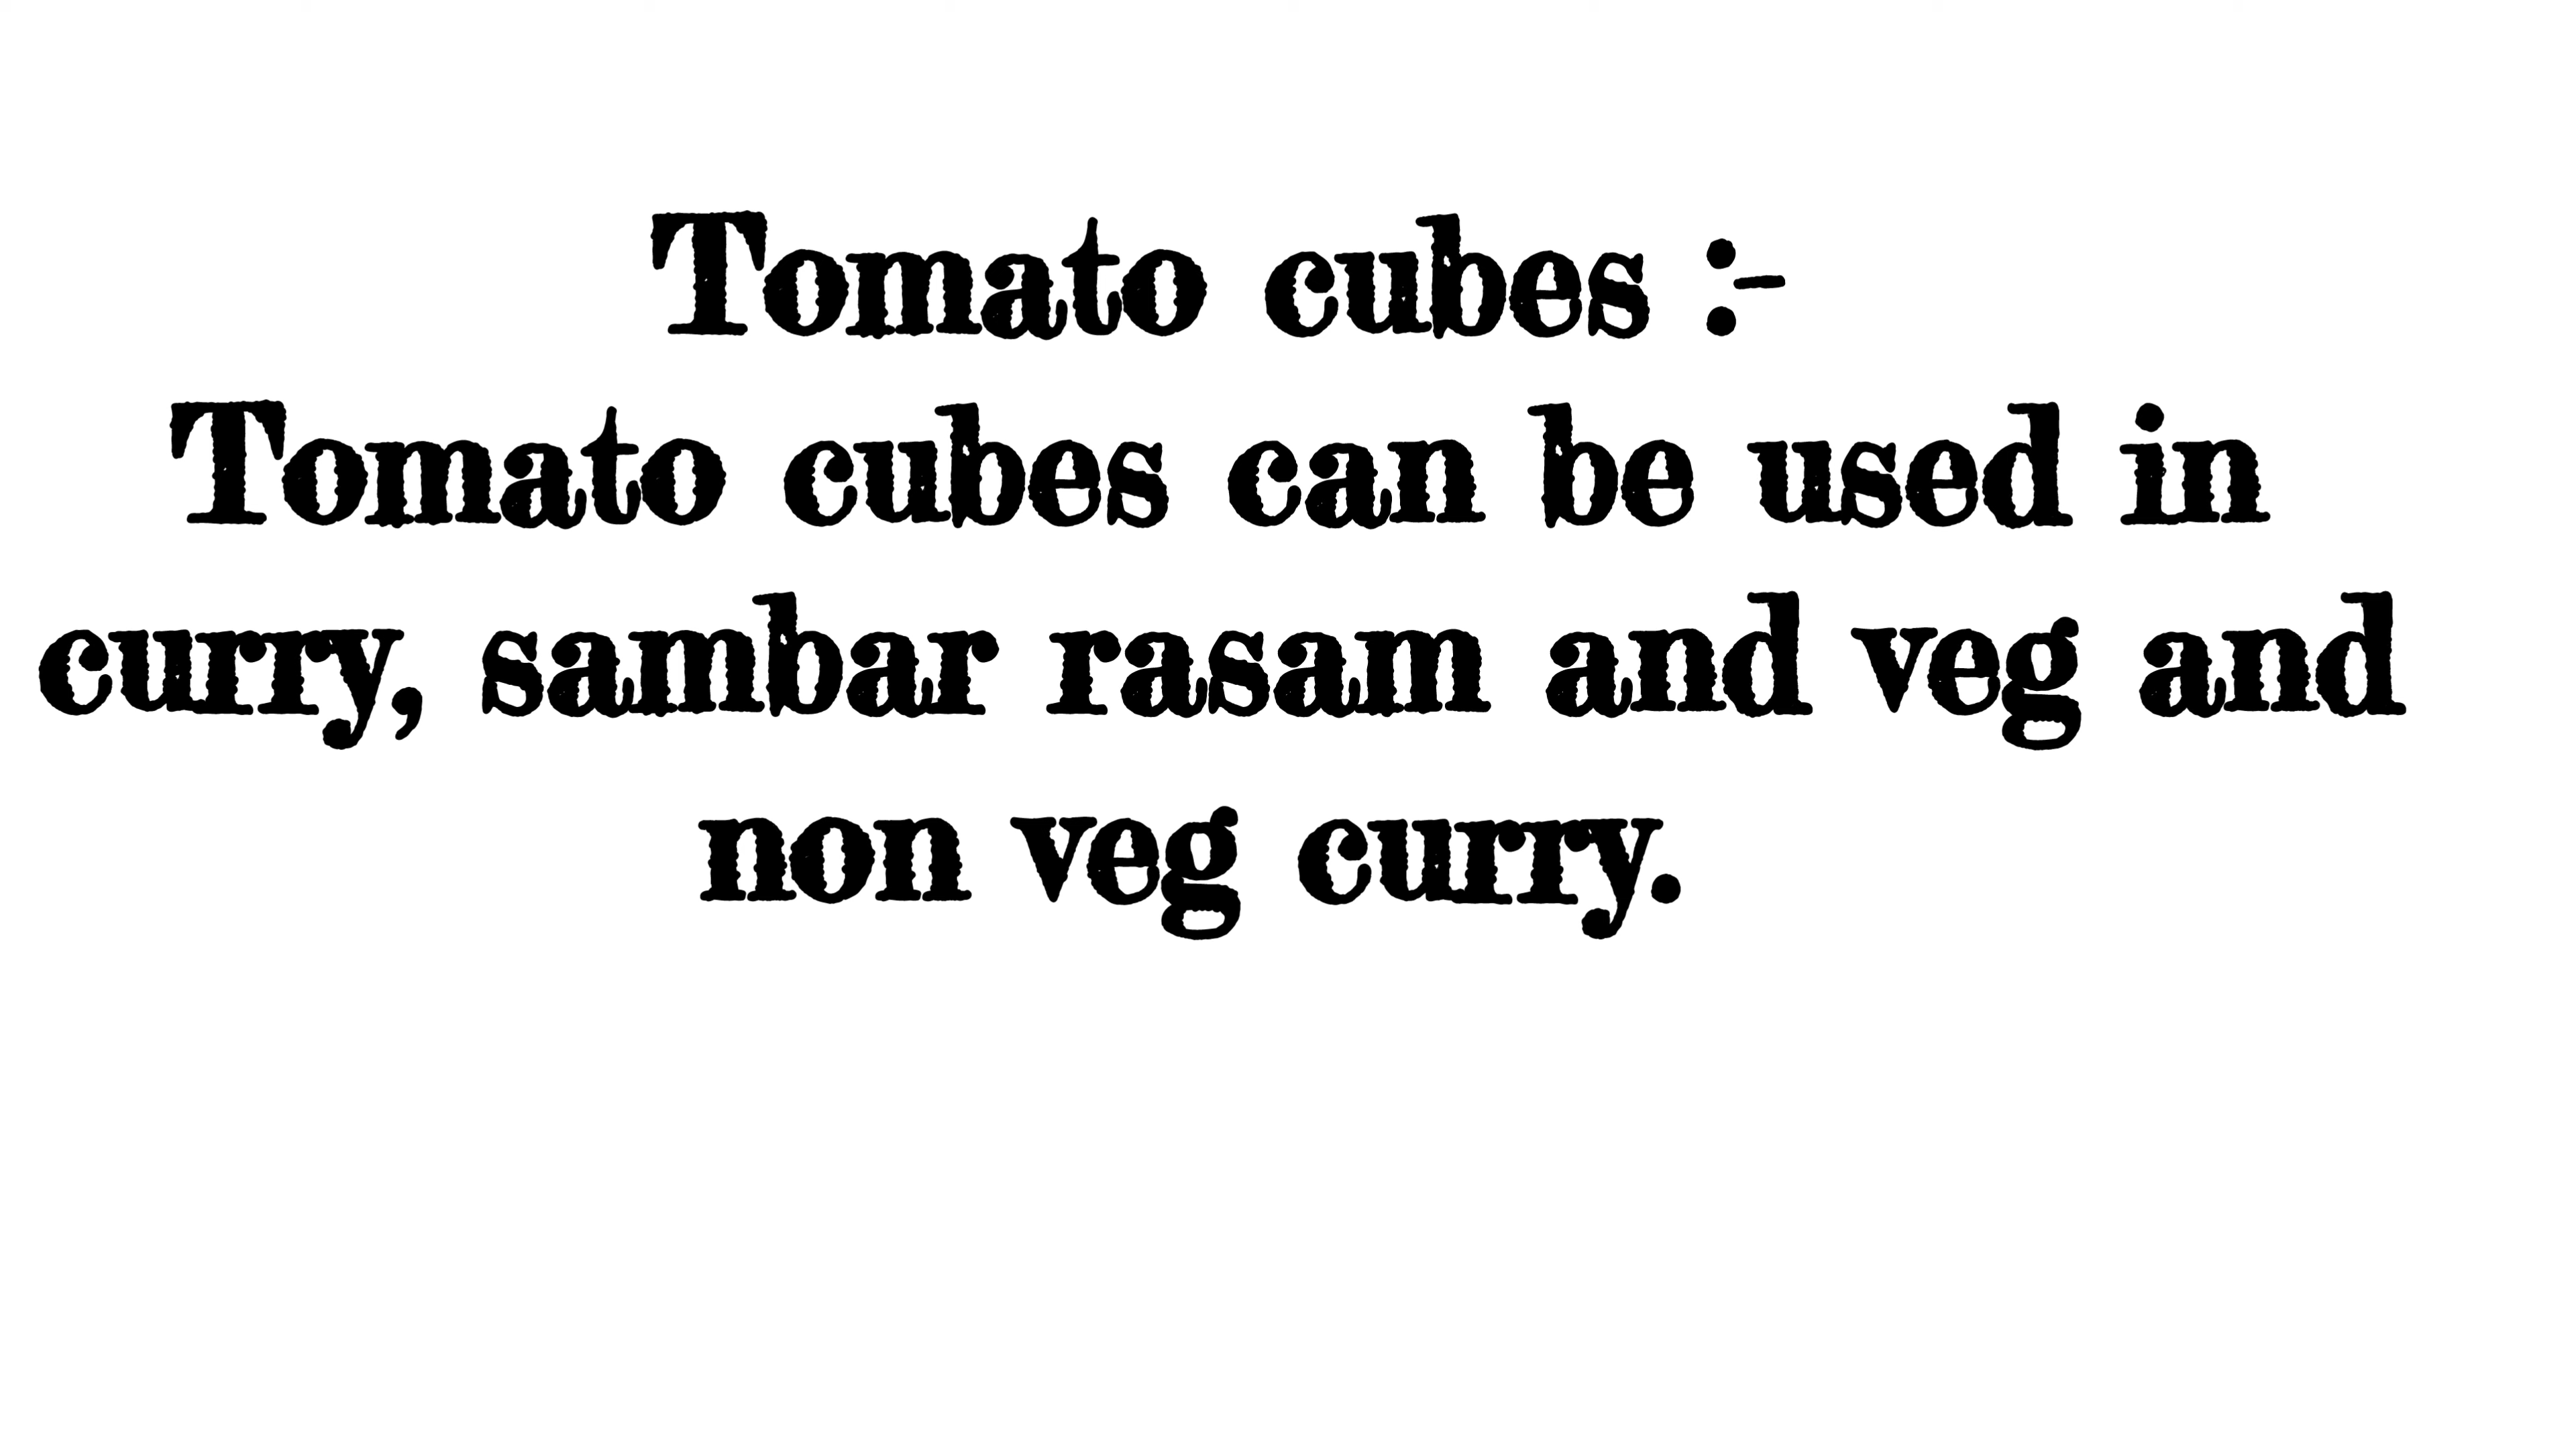 Tomato cubes :-
Tomato cubes can be used in
curry, sambar rasam and veg and
non veg curry.